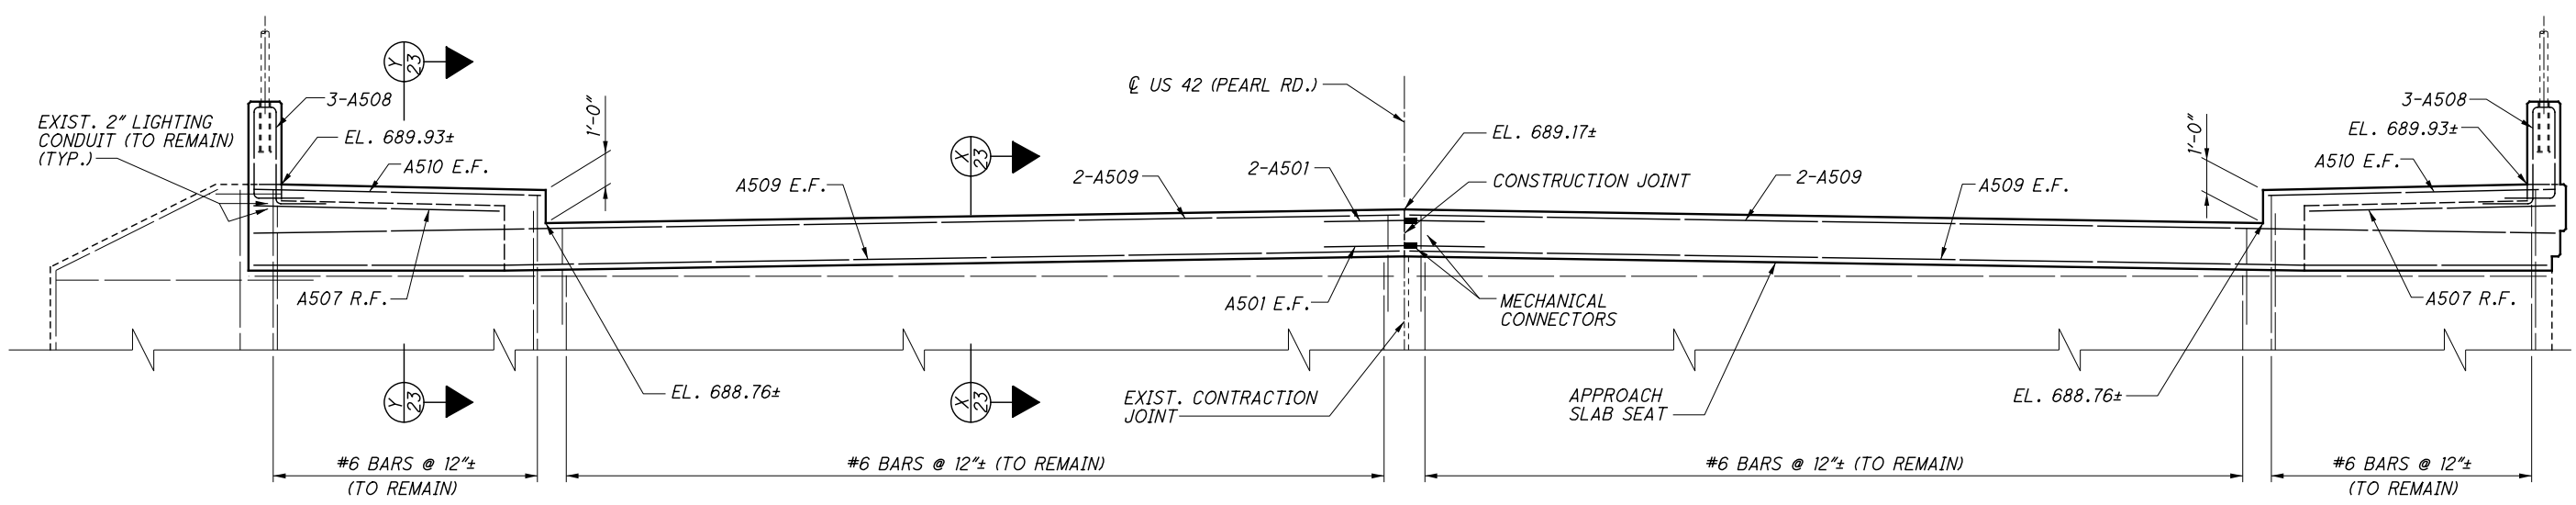 Y
23
3-A508
EXIST. 2" LIGHTING
CONDUIT (TO REMAIN)
(TYP.)
EL. 689.93±
A510 E.F.
1'-0"
A509 E.F.
X
23
2-A509
2-A501
℄ US 42 (PEARL RD.)
EL. 689.17±
CONSTRUCTION JOINT
2-A509
A509 E.F.
1'-0"
3-A508
EL. 689.93±
A510 E.F.
A507 R.F.
A501 E.F.
MECHANICAL
CONNECTORS
A507 R.F.
Y
23
EL. 688.76±
X
23
EXIST. CONTRACTION
JOINT
APPROACH
SLAB SEAT
EL. 688.76±
#6 BARS @ 12"±
(TO REMAIN)
#6 BARS @ 12"± (TO REMAIN)
#6 BARS @ 12"± (TO REMAIN)
#6 BARS @ 12"±
(TO REMAIN)